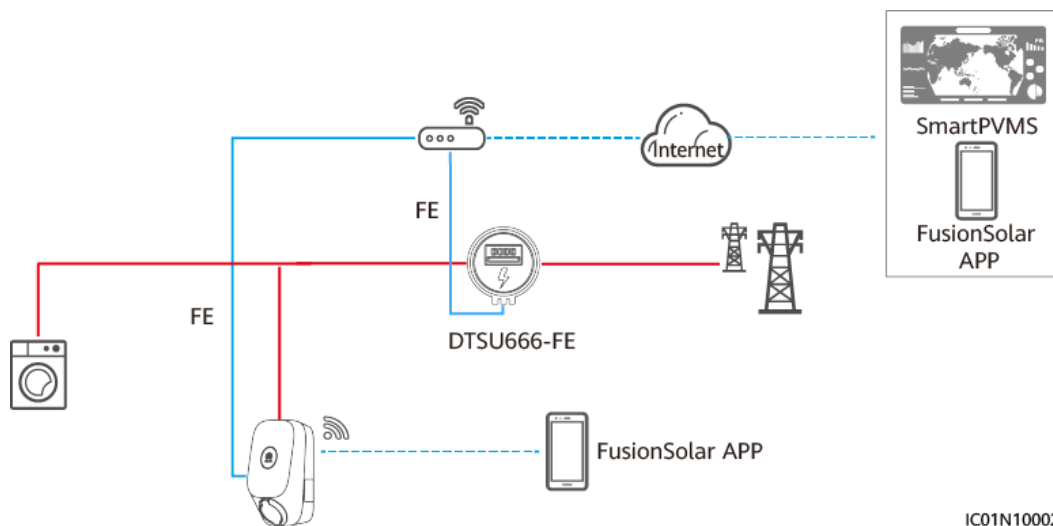 SmartPVMS
Internet
FE
FusionSolar
APP
FE
DTSU666-FE
FusionSolar APP